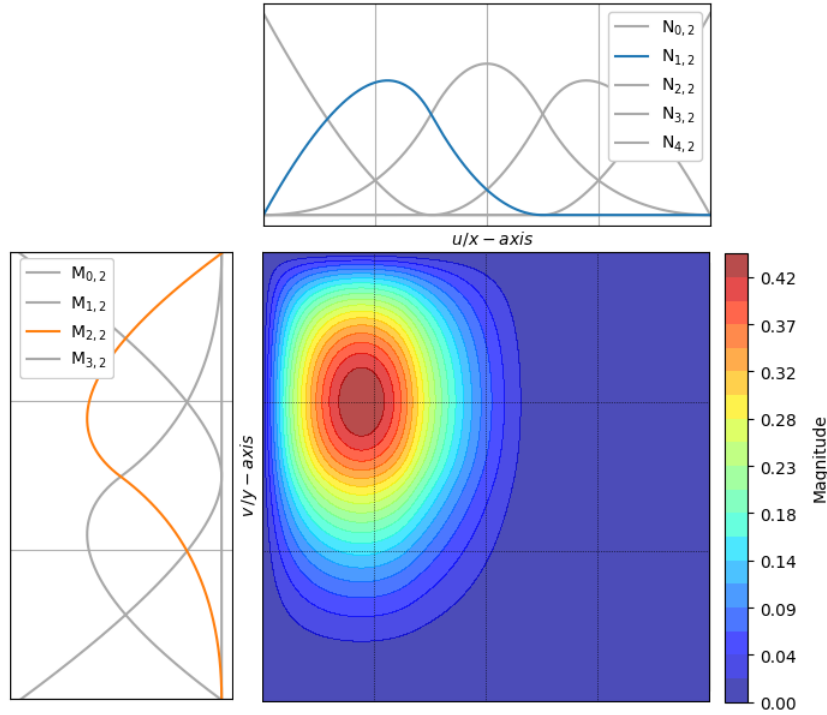 N0,2
N1,2
N2,2
N3,2
N4,2
u/x − axis
M0,2
M1,2
M2,2
M3,2
v/y − axis
0.42
0.37
0.32
0.28
0.23
0.18
0.14
0.09
0.04
0.00
Magnitude